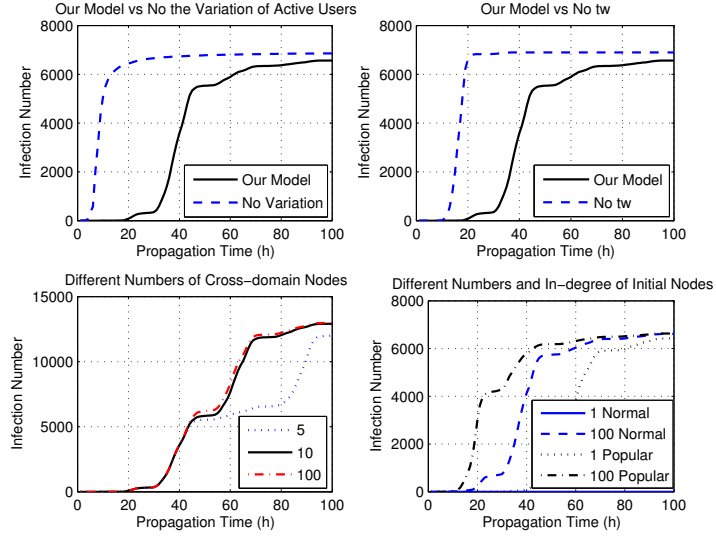 Our Model vs No the Variation of Active Users
Infection Number
8000
6000
4000
2000
0
Our Model
No Variation
0 20 40 60 80 100
Propagation Time (h)
Our Model vs No tw
Infection Number
8000
6000
4000
2000
0
Our Model
No tw
0 20 40 60 80 100
Propagation Time (h)
Different Numbers of Cross-domain Nodes
Infection Number
15000
10000
5000
0
5
10
100
0 20 40 60 80 100
Propagation Time (h)
Different Numbers and In-degree of Initial Nodes
Infection Number
8000
6000
4000
2000
0
1 Normal
100 Normal
1 Popular
100 Popular
0 20 40 60 80 100
Propagation Time (h)